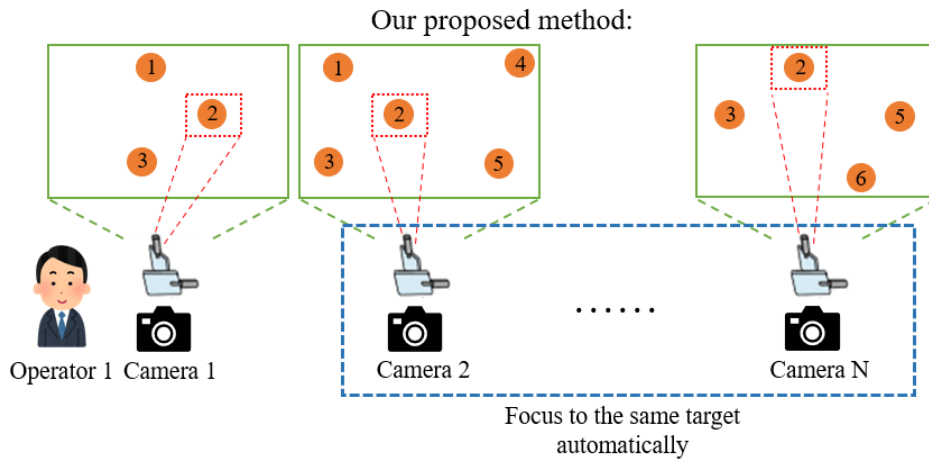 Our proposed method:
1
2
3
1
4
2
3
5
2
3
5
6
......
Operator 1 Camera 1
Camera 2
Camera N
Focus to the same target
automatically